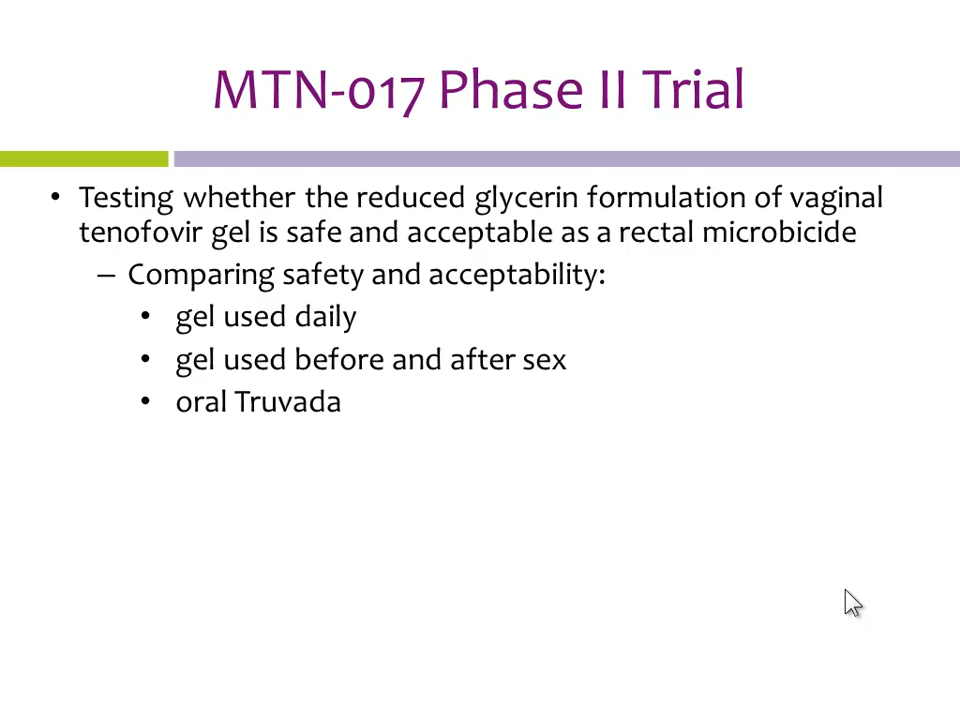 MTN-017 Phase II Trial
• Testing whether the reduced glycerin formulation of vaginal
tenofovir gel is safe and acceptable as a rectal microbicide
– Comparing safety and acceptability:
• gel used daily
• gel used before and after sex
• oral Truvada